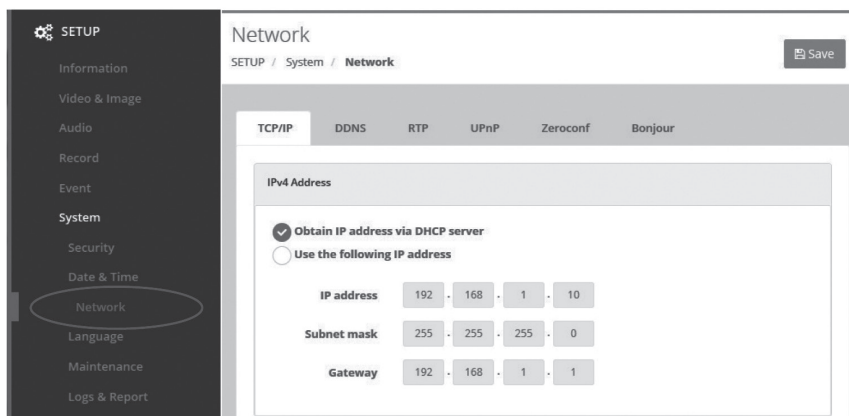 SETUP
Information
Video & Image
Audio
Record
Event
System
Security
Date & Time
Network
Language
Maintenance
Logs & Report
Network
SETUP / System / Network
Save
TCP/IP DDNS RTP UPnP Zeroconf Bonjour
IPv4 Address
Obtain IP address via DHCP server
Use the following IP address
IP address 192 . 168 . 1 . 10
Subnet mask 255 . 255 . 255 . 0
Gateway 192 . 168 . 1 . 1